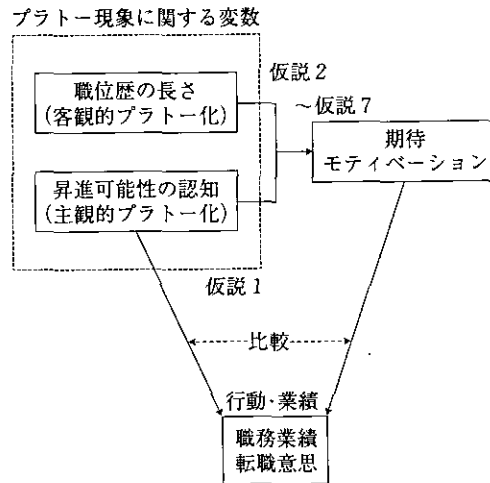 プラトー現象に関する変数
職位歴の長さ
(客観的プラトー化)
仮説2
～仮説7
期待
モティベーション
昇進可能性の認知
(主観的プラトー化)
仮説1
比較
行動·業績
職務業績
転職意思